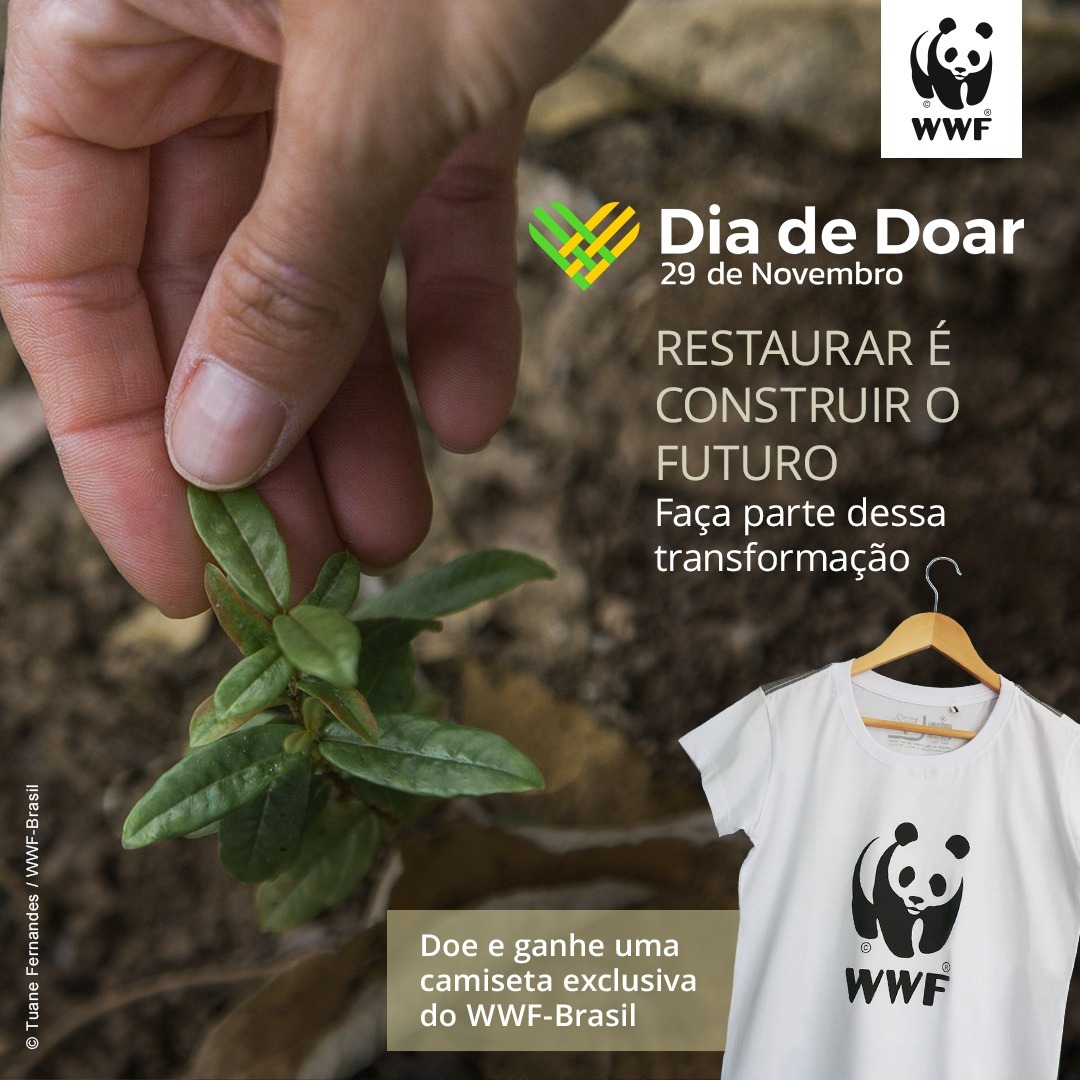 WWF
Dia de Doar
29 de Novembro
RESTAURAR É
CONSTRUIR O
FUTURO
Faça parte dessa
transformação
©
WWF
®
Doe e ganhe uma
camiseta exclusiva
do WWF-Brasil
© Tuane Fernandes / WWF-Brasil